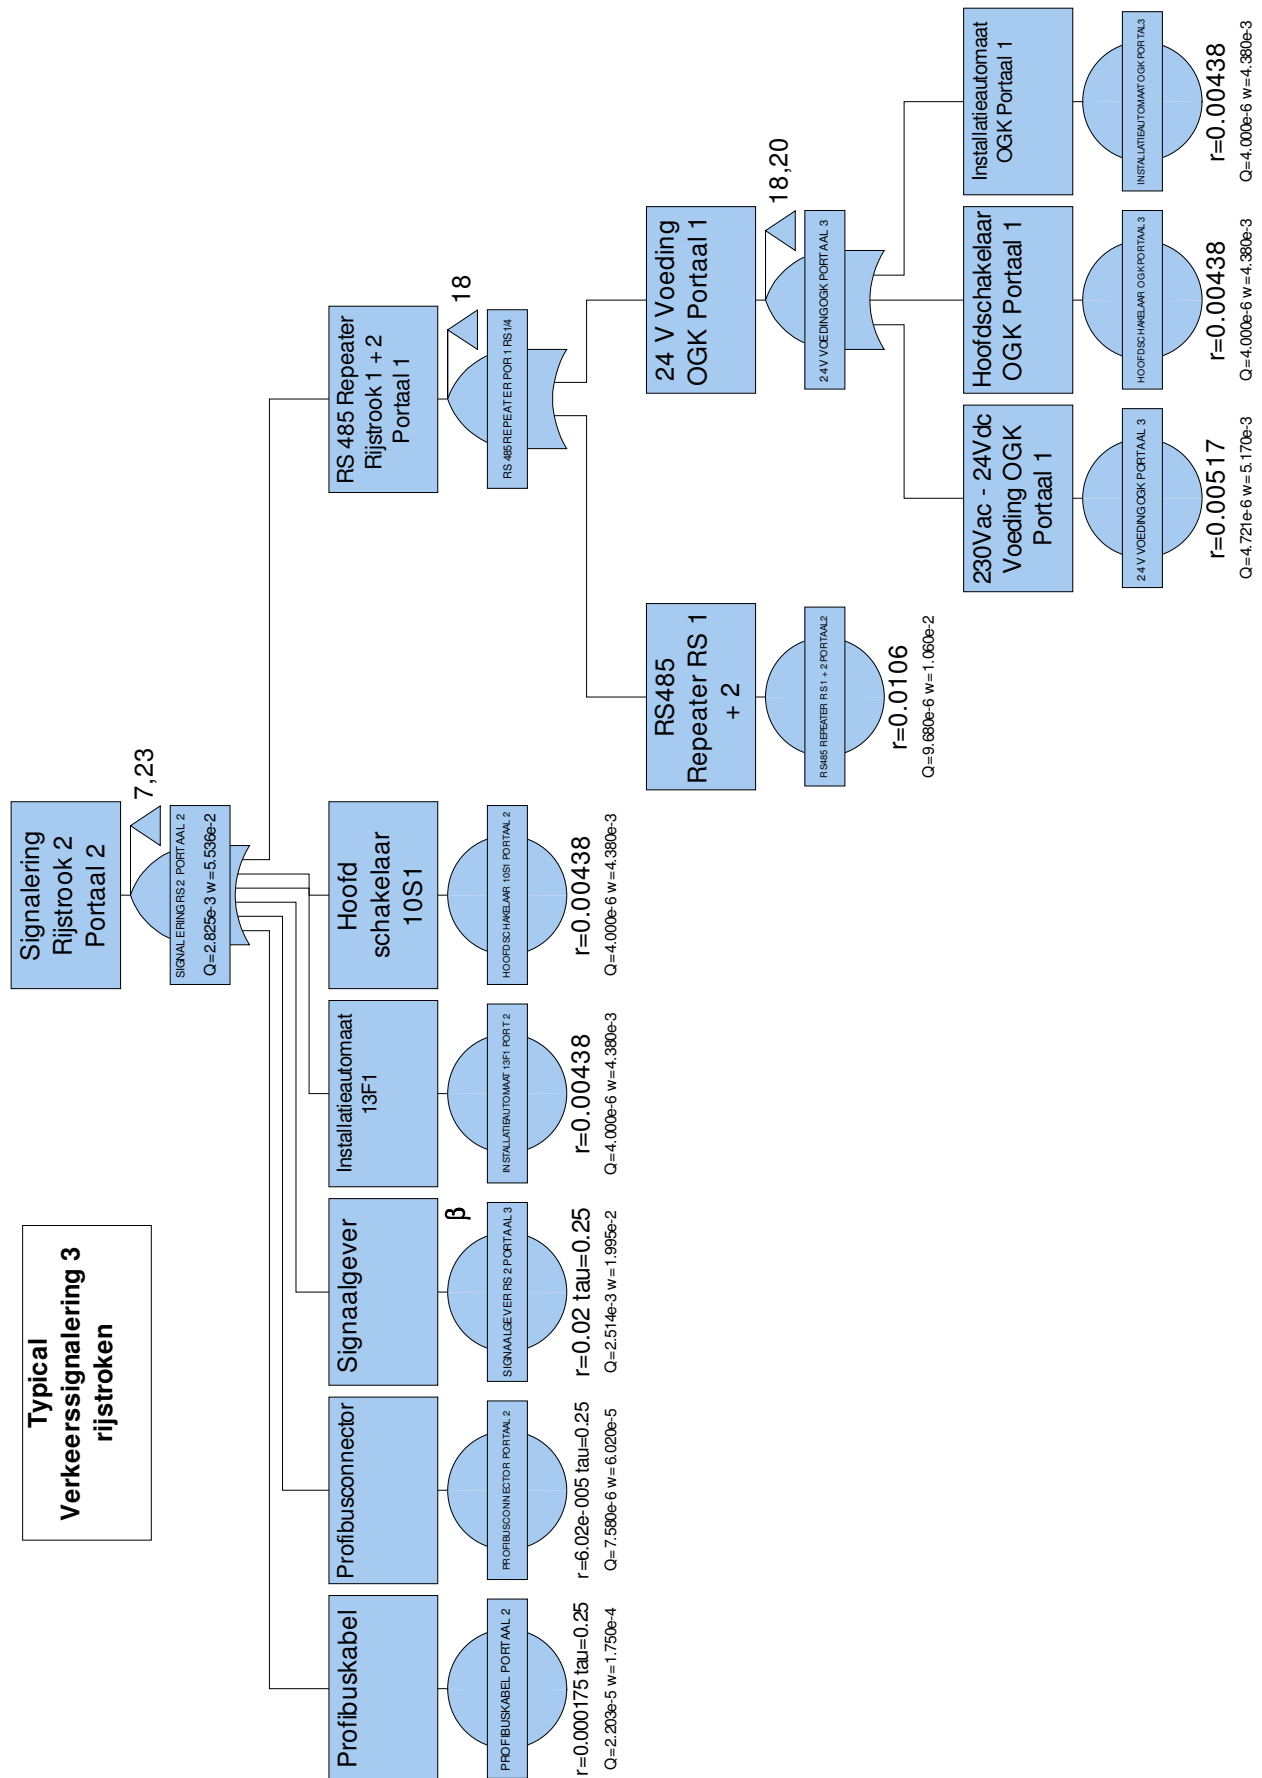 Typical
Verkeerssignalering 3
rijstroken
Signalering
Rijstrook 2
Portaal 2
7,23
SIGNALERING RS 2 PORTAAL 2
Q=2.825e-3 w=5.536e-2
Profibuskabel
PROFIBUSKABEL PORTAAL 2
r=0.000175 tau=0.25
Q=2.203e-5 w=1.750e-4
Profibusconnector
PROFIBUSCONNECTOR PORTAAL 2
r=6.02e-005 tau=0.25
Q=7.580e-6 w=6.020e-5
Signaalgever
β
SIGNAALGEVER RS 2 PORTAAL 3
r=0.02 tau=0.25
Q=2.514e-3 w=1.995e-2
Installatieautomaat
13F1
INSTALLATIEAUTOMAAT 13F1 PORT 2
r=0.00438
Q=4.000e-6 w=4.380e-3
Hoofd
schakelaar
10S1
HOOFDSCHAKELAAR 10S1 PORTAAL 2
r=0.00438
Q=4.000e-6 w=4.380e-3
RS 485 Repeater
Rijstrook 1 + 2
Portaal 1
18
RS 485 REPEATER POR 1 RS1/4
RS485
Repeater RS 1
+ 2
RS485 REPEATER RS 1 + 2 PORTAAL2
r=0.0106
Q=9.680e-6 w=1.060e-2
24 V Voeding
OGK Portaal 1
18,20
24 V VOEDING OGK PORTAAL 3
230Vac - 24Vdc
Voeding OGK
Portaal 1
24 V VOEDING OGK PORTAAL 3
r=0.00517
Q=4.721e-6 w=5.170e-3
Hoofdschakelaar
OGK Portaal 1
HOOFDSCHAKELAAR OGK PORTAAL 3
r=0.00438
Q=4.000e-6 w=4.380e-3
Installatieautomaat
OGK Portaal 1
INSTALLATIEAUTOMAAT OGK PORTAL3
r=0.00438
Q=4.000e-6 w=4.380e-3